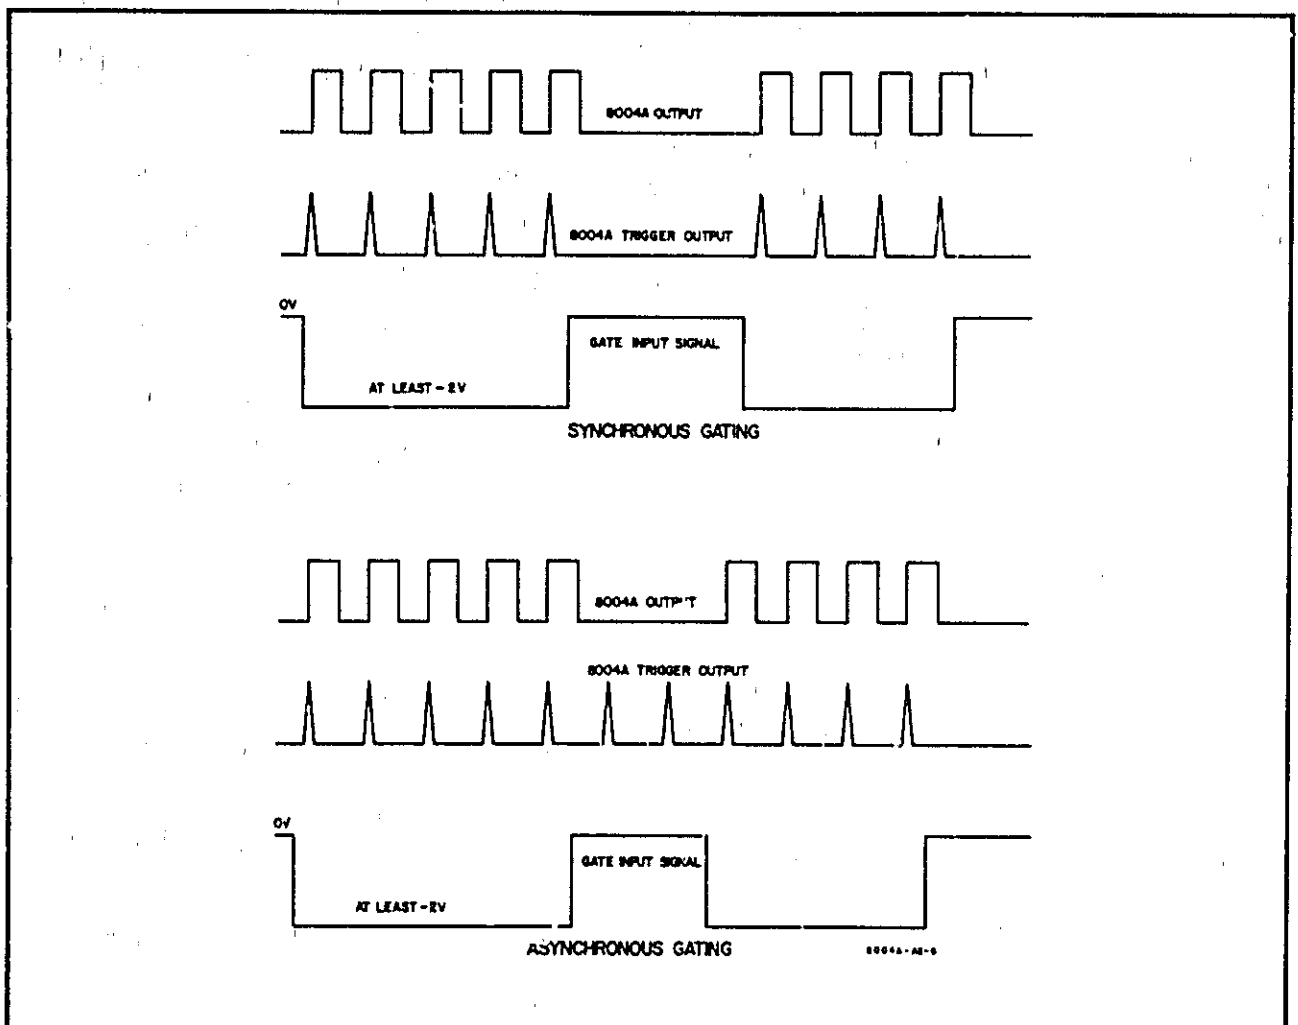 8004A OUTPUT
8004A TRIGGER OUTPUT
0V
GATE INPUT SIGNAL
AT LEAST -2V
SYNCHRONOUS GATING
8004A OUTPUT
8004A TRIGGER OUTPUT
0V
GATE INPUT SIGNAL
AT LEAST -2V
ASYNCHRONOUS GATING